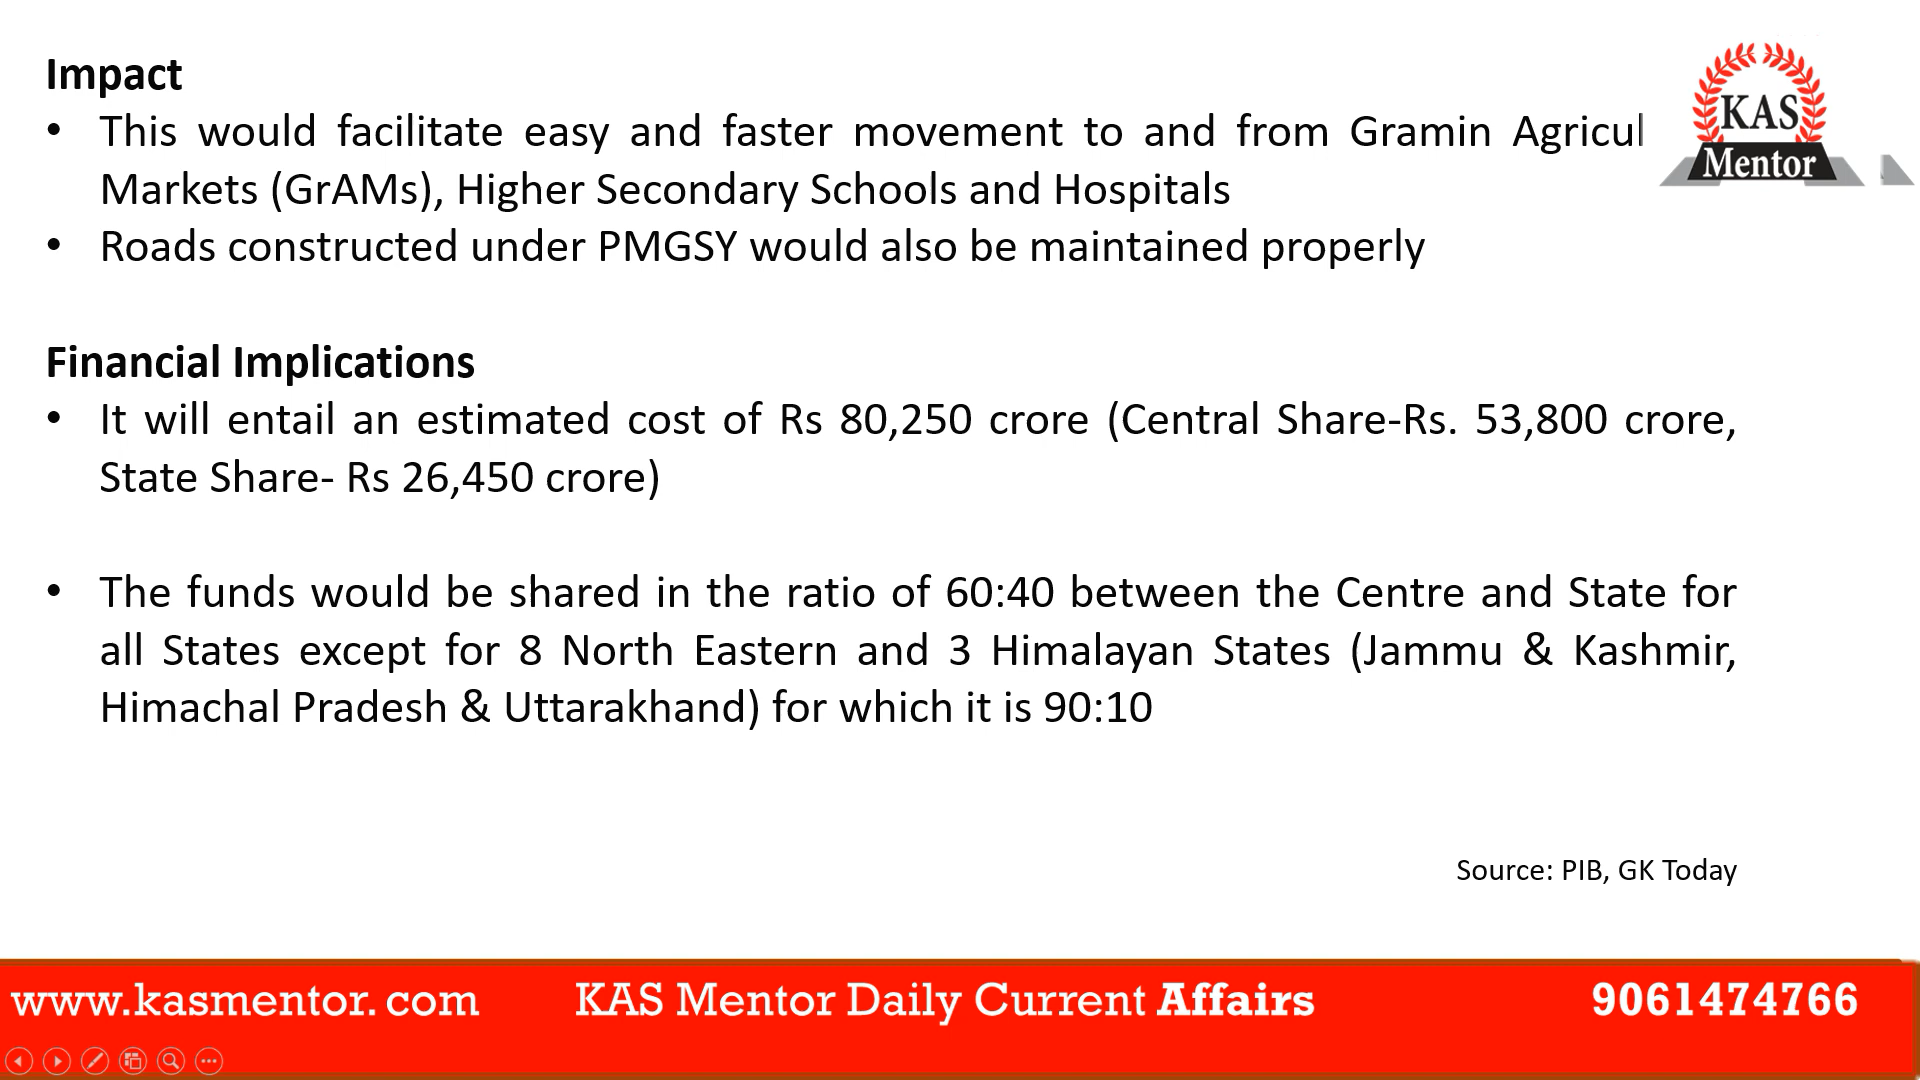 Impact
• This would facilitate easy and faster movement to and from Gramin Agricul
Markets (GrAMs), Higher Secondary Schools and Hospitals
• Roads constructed under PMGSY would also be maintained properly
Financial Implications
• It will entail an estimated cost of Rs 80,250 crore (Central Share-Rs. 53,800 crore,
State Share- Rs 26,450 crore)
• The funds would be shared in the ratio of 60:40 between the Centre and State for
all States except for 8 North Eastern and 3 Himalayan States (Jammu & Kashmir,
Himachal Pradesh & Uttarakhand) for which it is 90:10
Source: PIB, GK Today
KAS
Mentor
www.kasmentor. com KAS Mentor Daily Current Affairs 9061474766